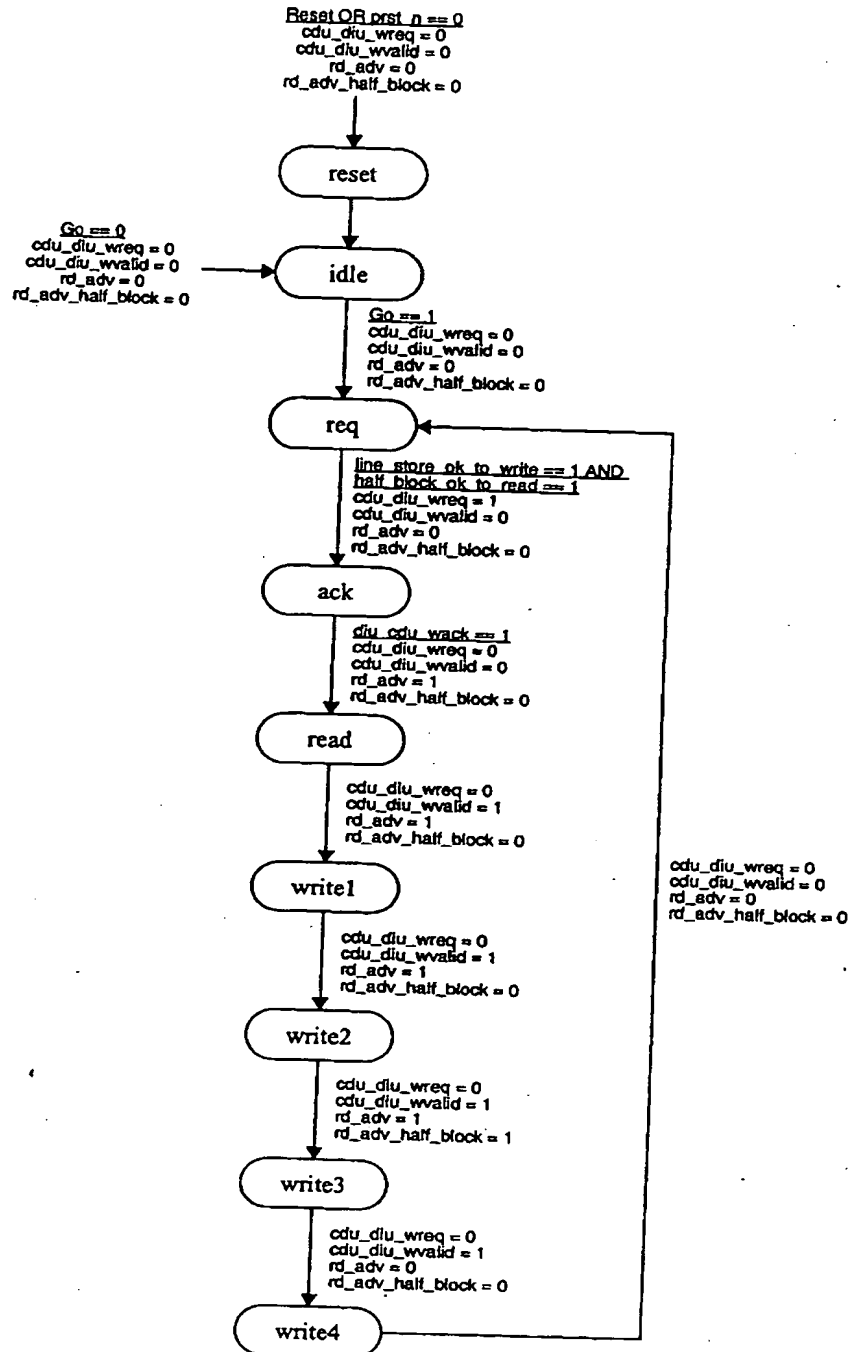 Reset OR prst_n == 0
cdu_diu_wreq = 0
cdu_diu_wvalid = 0
rd_adv = 0
rd_adv_half_block = 0
reset
Go == 0
cdu_diu_wreq = 0
cdu_diu_wvalid = 0
rd_adv = 0
rd_adv_half_block = 0
idle
Go == 1
cdu_diu_wreq = 0
cdu_diu_wvalid = 0
rd_adv = 0
rd_adv_half_block = 0
req
line_store_ok_to_write == 1 AND
half_block_ok_to_read == 1
cdu_diu_wreq = 1
cdu_diu_wvalid = 0
rd_adv = 0
rd_adv_half_block = 0
ack
diu_cdu_wack == 1
cdu_diu_wreq = 0
cdu_diu_wvalid = 0
rd_adv = 1
rd_adv_half_block = 0
read
cdu_diu_wreq = 0
cdu_diu_wvalid = 1
rd_adv = 1
rd_adv_half_block = 0
write1
cdu_diu_wreq = 0
cdu_diu_wvalid = 0
rd_adv = 0
rd_adv_half_block = 0
cdu_diu_wreq = 0
cdu_diu_wvalid = 1
rd_adv = 1
rd_adv_half_block = 0
write2
cdu_diu_wreq = 0
cdu_diu_wvalid = 1
rd_adv = 1
rd_adv_half_block = 1
write3
cdu_diu_wreq = 0
cdu_diu_wvalid = 1
rd_adv = 0
rd_adv_half_block = 0
write4